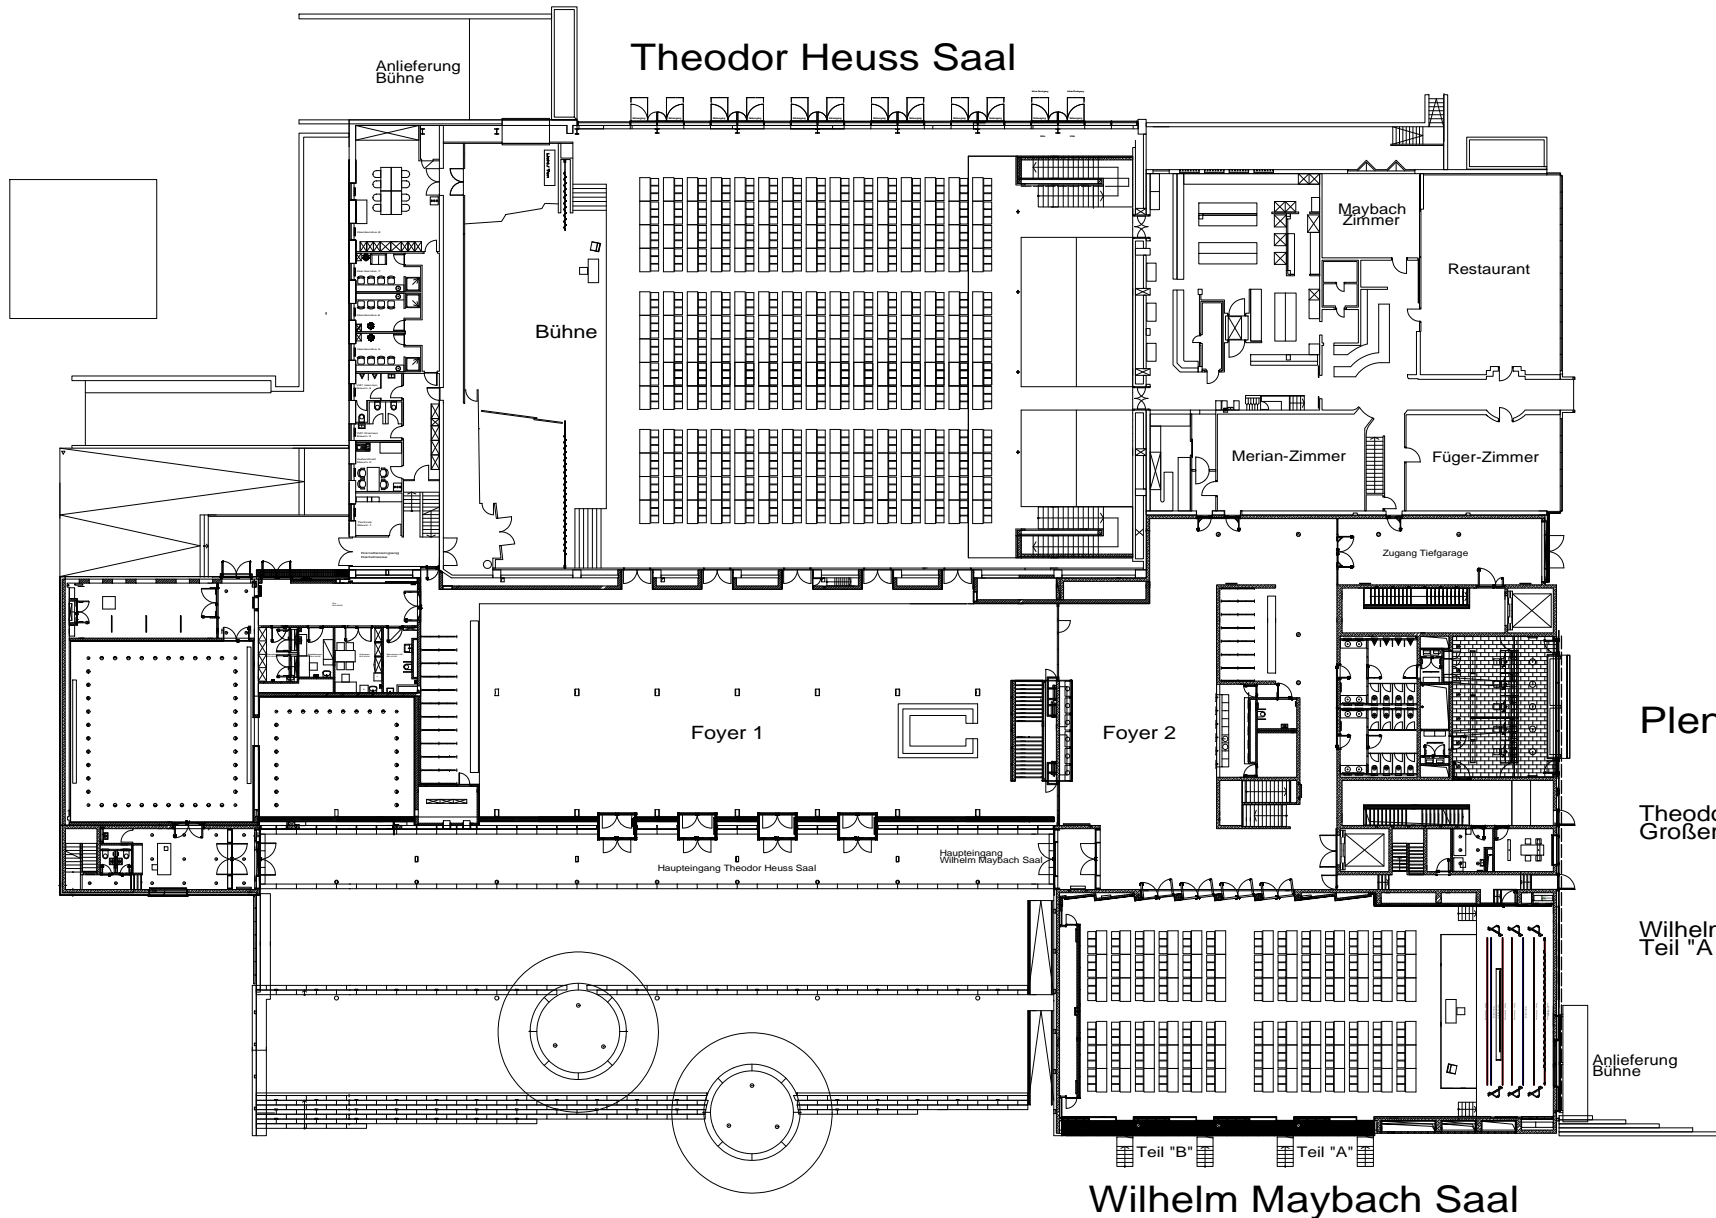 Theodor Heuss Saal
Anlieferung
Bühne
Maybach
Zimmer
Restaurant
Bühne
Merian-Zimmer
Füger-Zimmer
Zugang Tiefgarage
Foyer 1
Foyer 2
Plen
Theodo
Großer
Haupteingang Theodor Heuss Saal
Haupteingang
Wilhelm Maybach Saal
Wilhelm
Teil "A
Anlieferung
Bühne
Teil "B"
Teil "A"
Wilhelm Maybach Saal